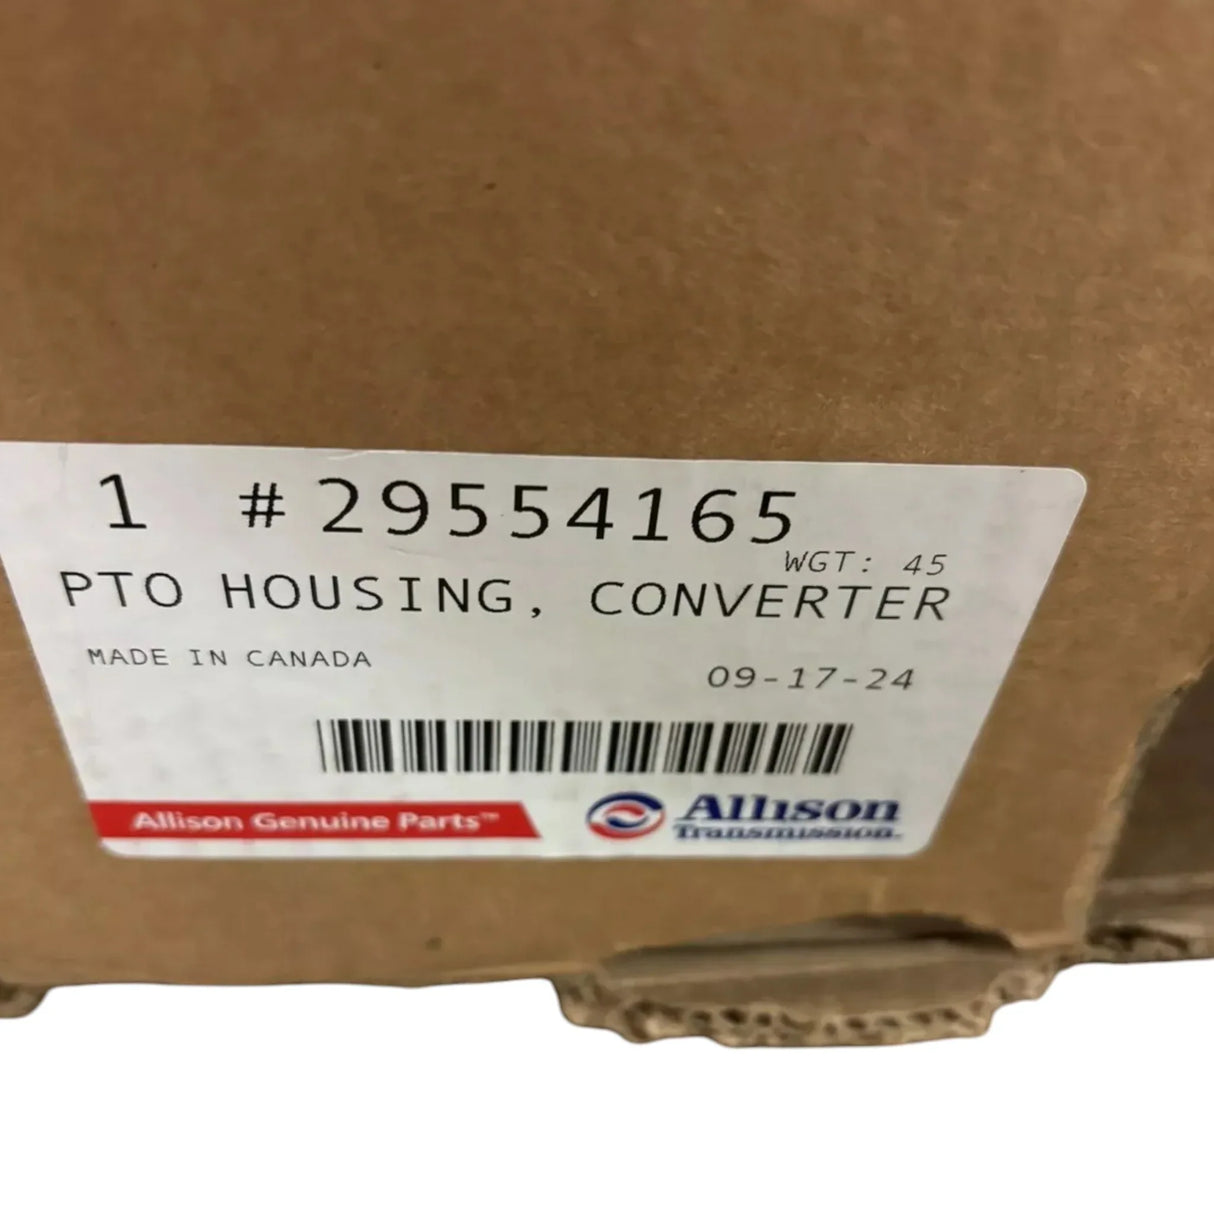 1 #29554165
WGT: 45
PTO HOUSING, CONVERTER
MADE IN CANADA
09-17-24
Allison Genuine Parts™
Allison
Transmission.